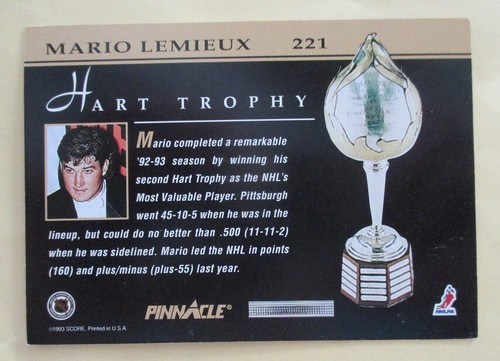 MARIO LEMIEUX 221
HART TROPHY
Mario completed a remarkable
'92-93 season by winning his
second Hart Trophy as the NHL's
Most Valuable Player. Pittsburgh
went 45-10-5 when he was in the
lineup, but could do no better than .500 (11-11-2)
when he was sidelined. Mario led the NHL in points
(160) and plus/minus (plus-55) last year.
PINNACLE®
NHLPA
©1993 SCORE. Printed in U.S.A.